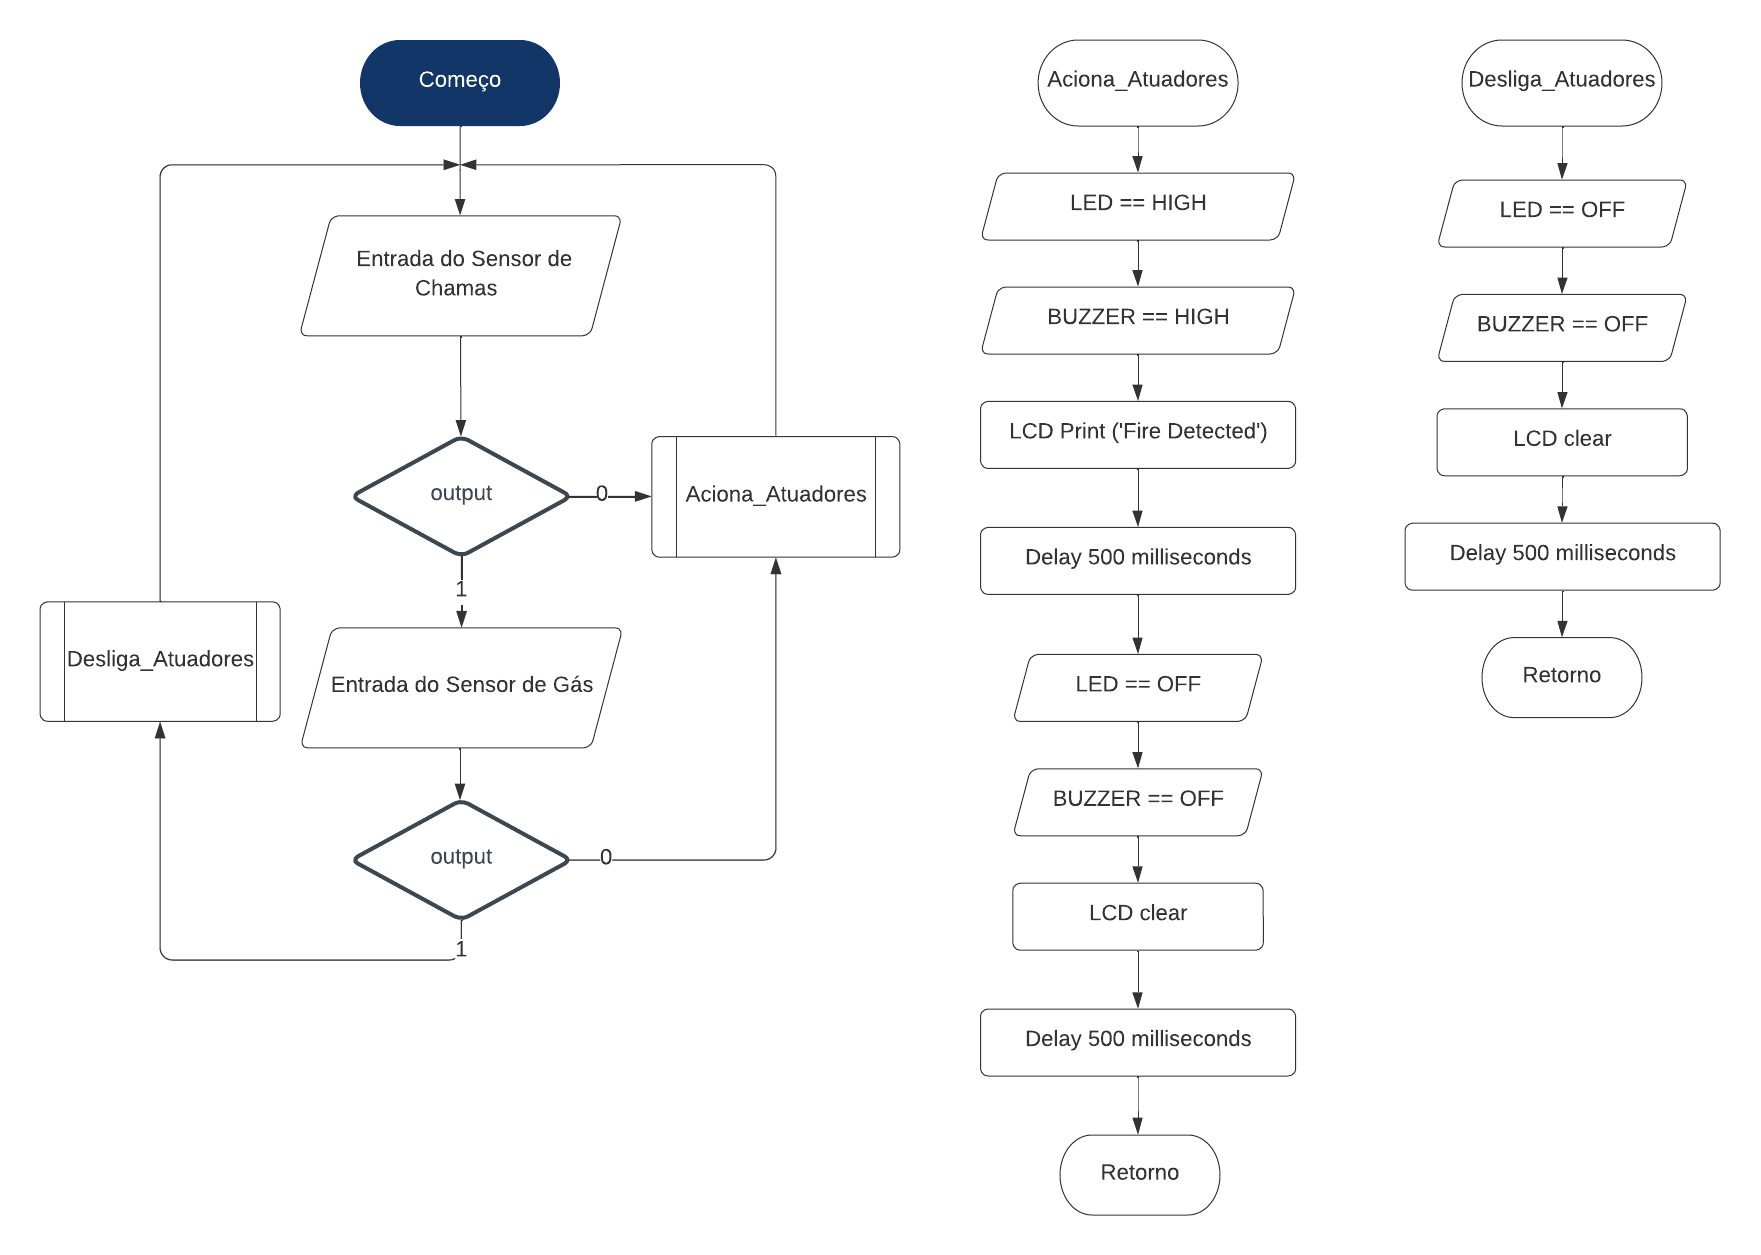 Começo
Entrada do Sensor de
Chamas
output
0
Aciona_Atuadores
1
Desliga_Atuadores
Entrada do Sensor de Gás
output
0
1
Aciona_Atuadores
LED == HIGH
BUZZER == HIGH
LCD Print ('Fire Detected')
Delay 500 milliseconds
LED == OFF
BUZZER == OFF
LCD clear
Delay 500 milliseconds
Retorno
Desliga_Atuadores
LED == OFF
BUZZER == OFF
LCD clear
Delay 500 milliseconds
Retorno